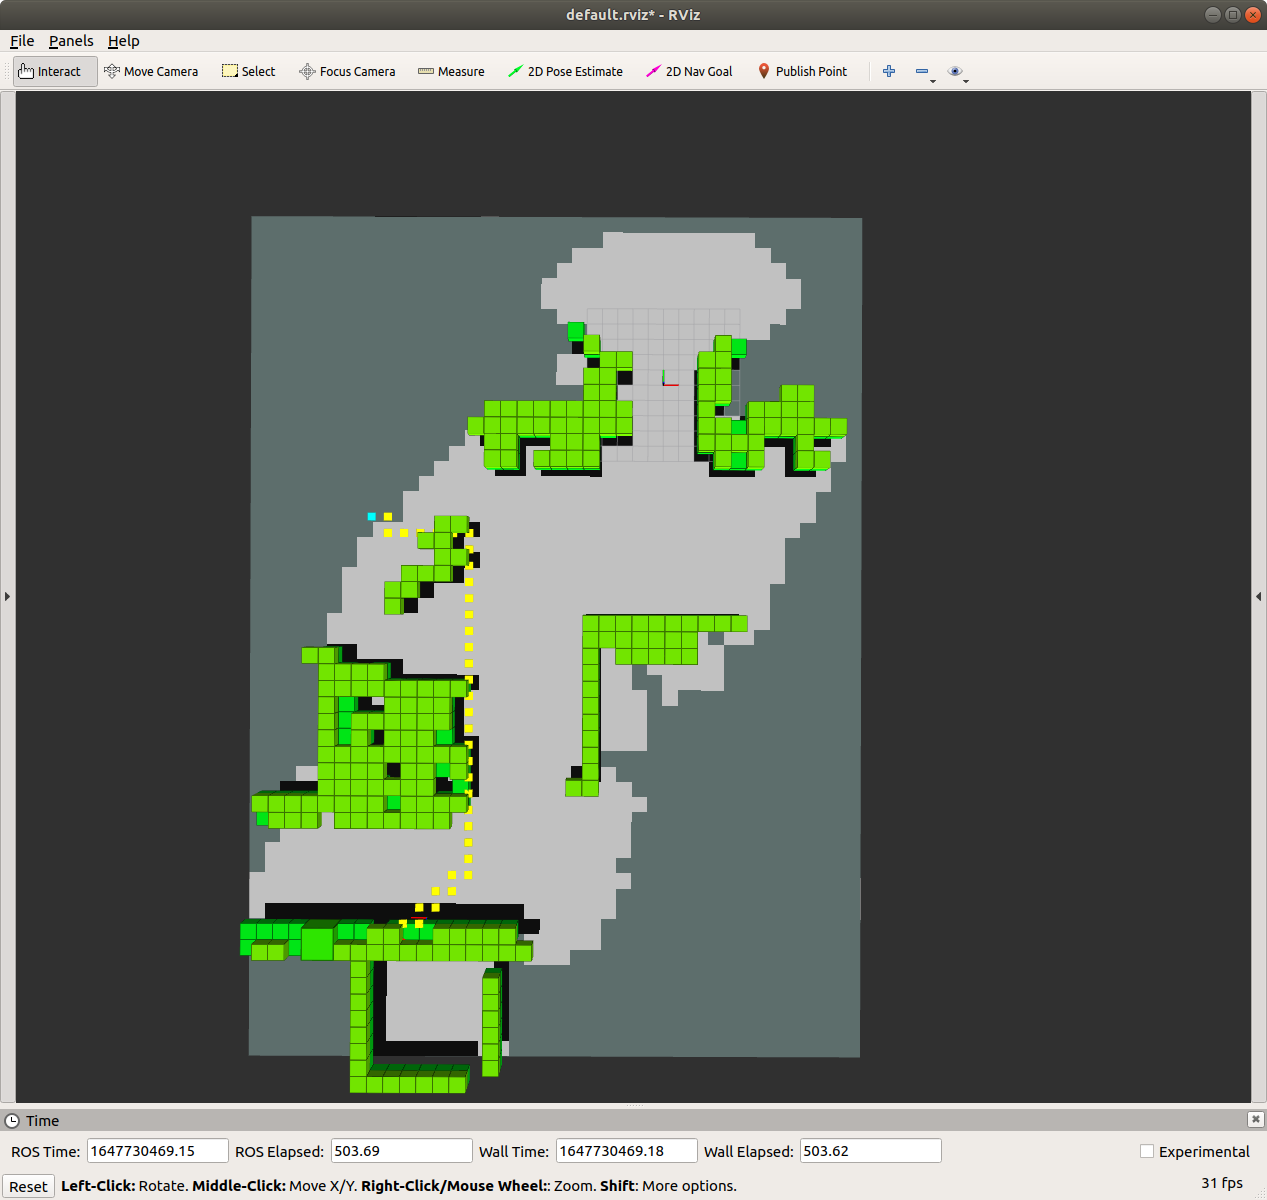 default.rviz* - RViz
File Panels Help
Interact Move Camera Select Focus Camera Measure 2D Pose Estimate 2D Nav Goal Publish Point
Time
ROS Time: 1647730469.15 ROS Elapsed: 503.69 Wall Time: 1647730469.18 Wall Elapsed: 503.62 Experimental
Reset Left-Click: Rotate. Middle-Click: Move X/Y. Right-Click/Mouse Wheel:: Zoom. Shift: More options. 31 fps